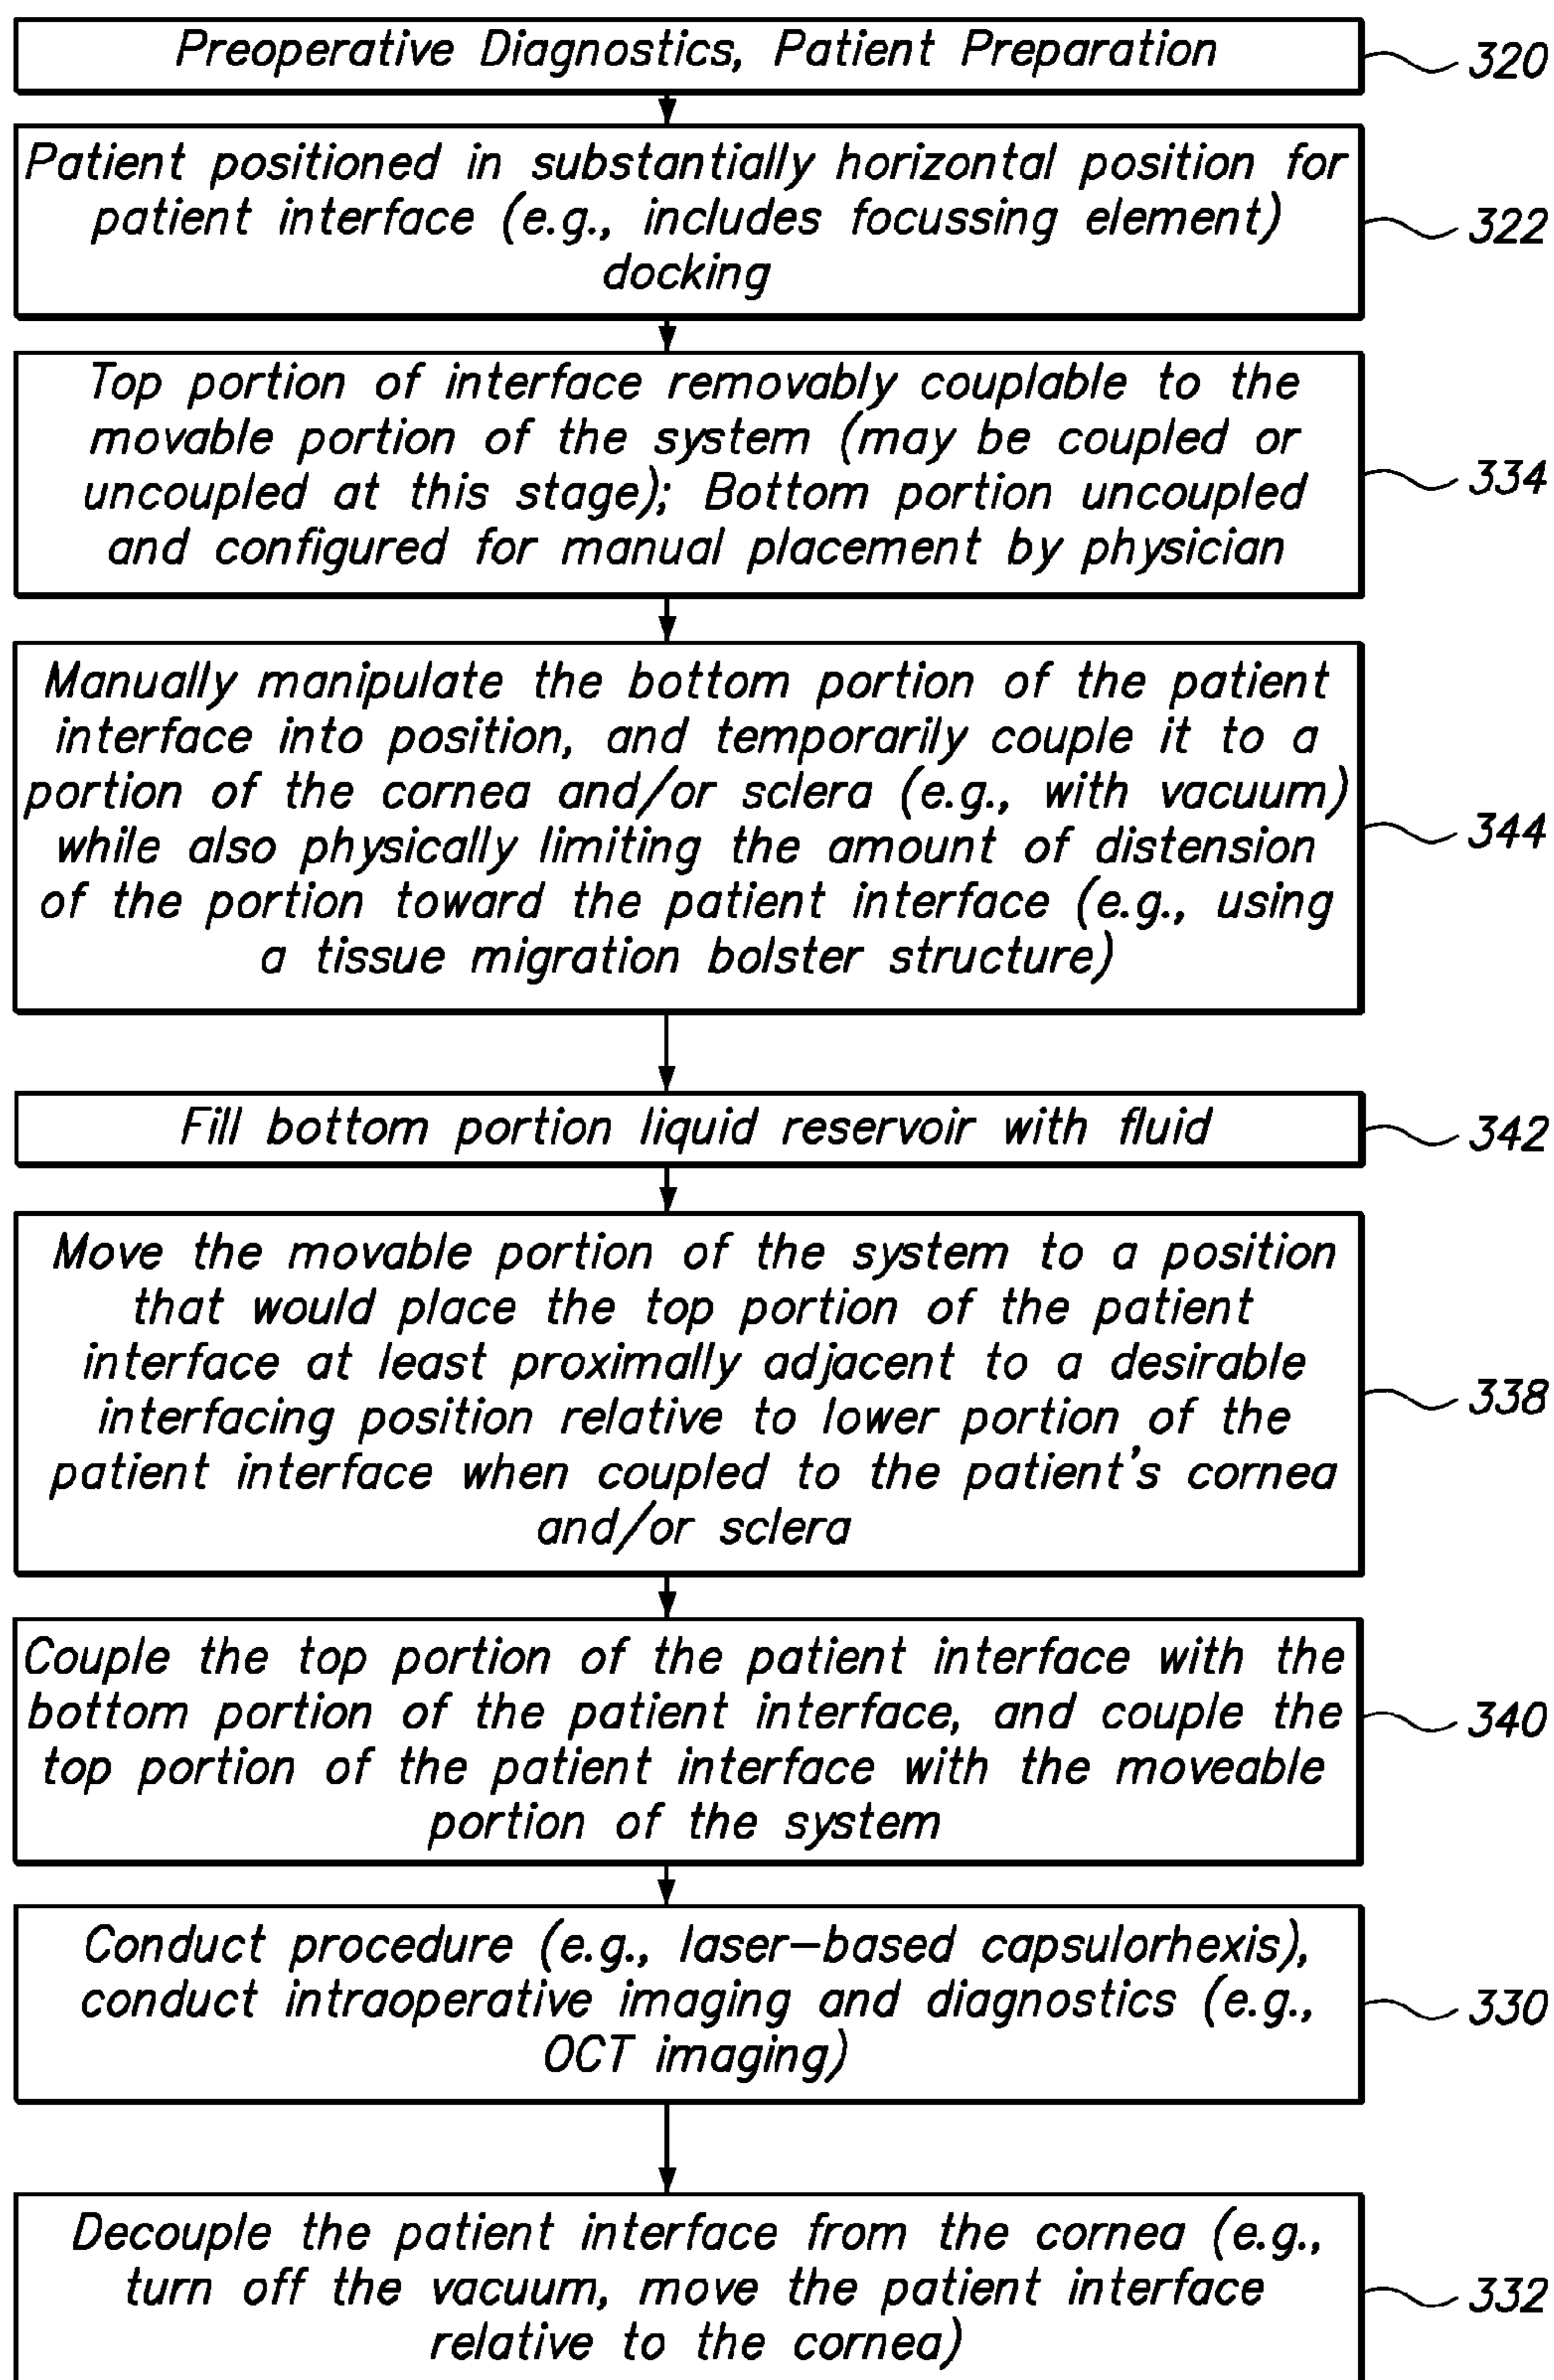 Preoperative Diagnostics, Patient Preparation
320
Patient positioned in substantially horizontal position for
patient interface (e.g., includes focussing element)
docking
322
Top portion of interface removably couplable to the
movable portion of the system (may be coupled or
uncoupled at this stage); Bottom portion uncoupled
and configured for manual placement by physician
334
Manually manipulate the bottom portion of the patient
interface into position, and temporarily couple it to a
portion of the cornea and/or sclera (e.g., with vacuum)
while also physically limiting the amount of distension
of the portion toward the patient interface (e.g., using
a tissue migration bolster structure)
344
Fill bottom portion liquid reservoir with fluid
342
Move the movable portion of the system to a position
that would place the top portion of the patient
interface at least proximally adjacent to a desirable
interfacing position relative to lower portion of the
patient interface when coupled to the patient's cornea
and/or sclera
338
Couple the top portion of the patient interface with the
bottom portion of the patient interface, and couple the
top portion of the patient interface with the moveable
portion of the system
340
Conduct procedure (e.g., laser-based capsulorhexis),
conduct intraoperative imaging and diagnostics (e.g.,
OCT imaging)
330
Decouple the patient interface from the cornea (e.g.,
turn off the vacuum, move the patient interface
relative to the cornea)
332